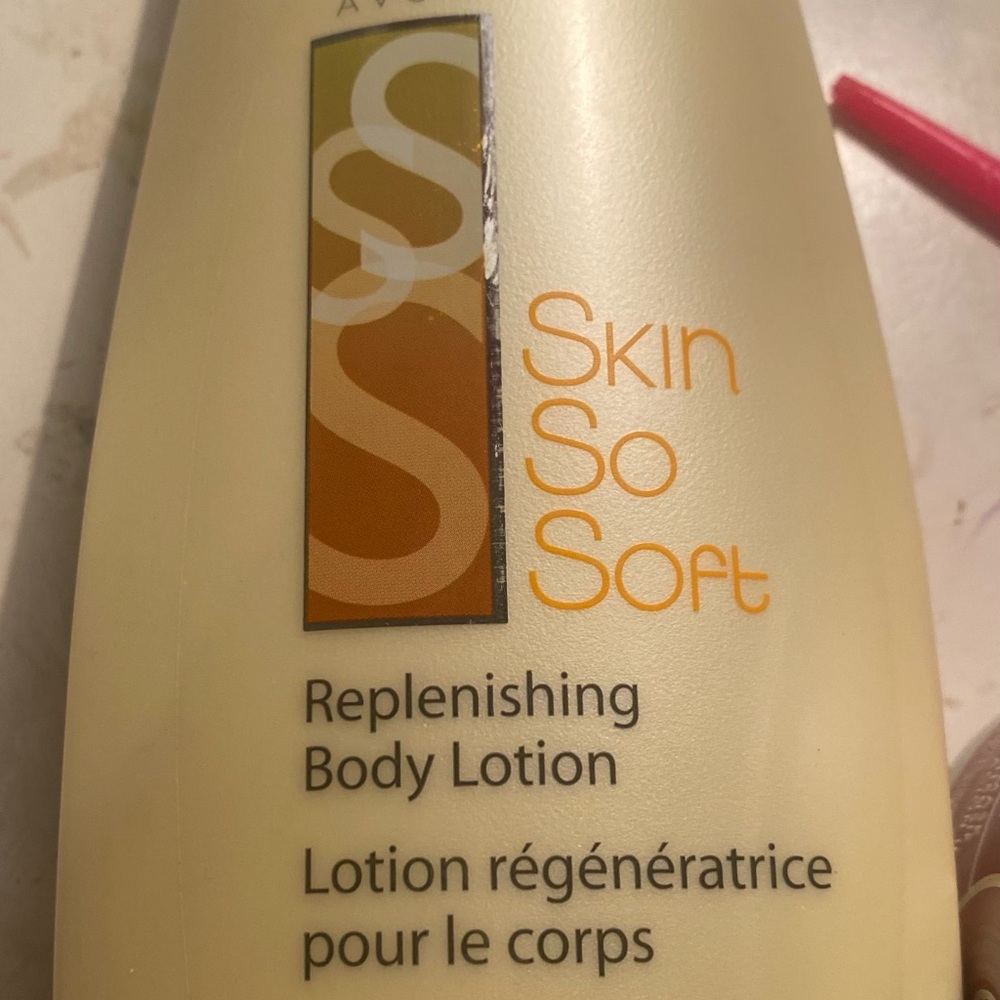 Skin
So
Soft
Replenishing
Body Lotion
Lotion régénératrice
pour le corps